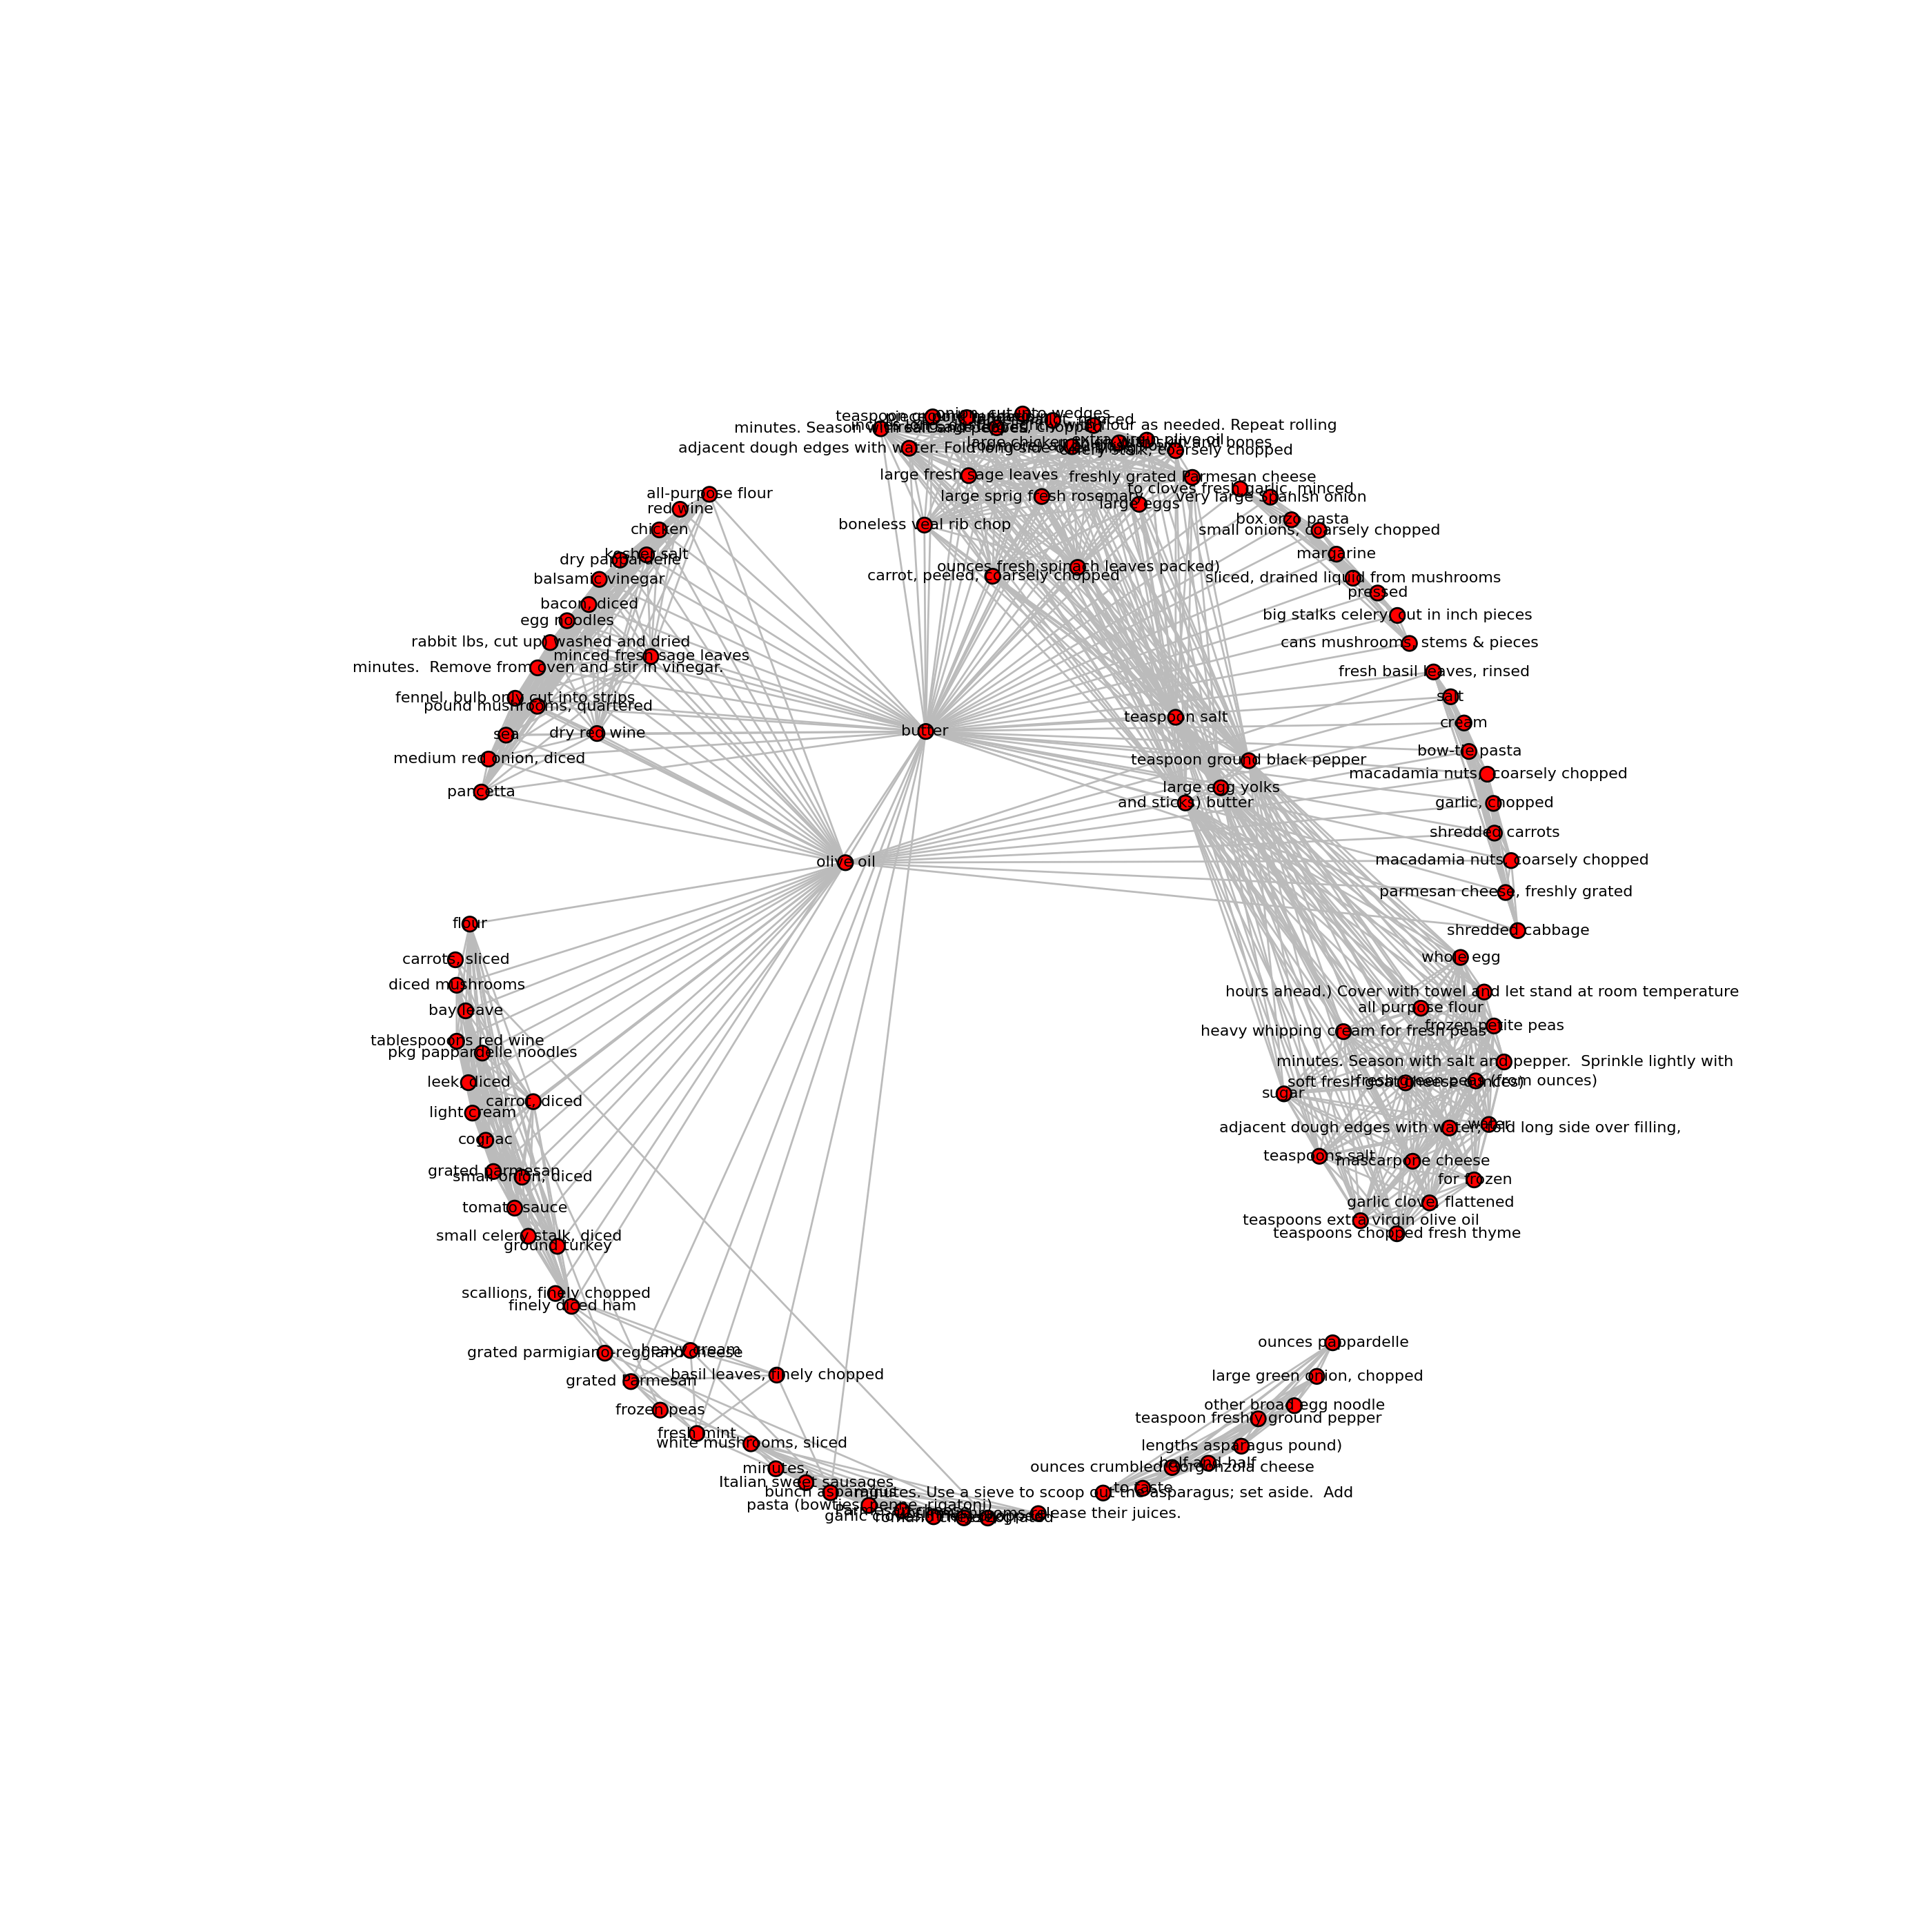 onion, cut into wedges
minutes. Season with salt and pepper.
adjacent dough edges with water. Fold long side
extra virgin olive oil
celery stalk, coarsely chopped
large fresh sage leaves
freshly grated Parmesan cheese
to cloves fresh garlic, minced
all-purpose flour
large sprig fresh rosemary
very large Spanish onion
red wine
large eggs
box orzo pasta
boneless veal rib chop
chicken
small onions, coarsely chopped
kosher salt
margarine
dry pappardelle
ounces fresh spinach leaves packed)
carrot, peeled, coarsely chopped
balsamic vinegar
sliced, drained liquid from mushrooms
pressed
bacon, diced
big stalks celery, cut in inch pieces
egg noodles
rabbit lbs, cut up) washed and dried
cans mushrooms, stems & pieces
minced fresh sage leaves
minutes.  Remove from oven and stir in vinegar.
fresh basil leaves, rinsed
fennel, bulb only cut into strips
salt
pound mushrooms, quartered
teaspoon salt
cream
butter
dry red wine
sea
bow-tie pasta
medium red onion, diced
teaspoon ground black pepper
macadamia nuts, coarsely chopped
large egg yolks
pancetta
and sticks) butter
garlic, chopped
shredded carrots
olive oil
macadamia nuts, coarsely chopped
parmesan cheese, freshly grated
flour
shredded cabbage
carrots, sliced
whole egg
diced mushrooms
hours ahead.) Cover with towel and let stand at room temperature
all purpose flour
bay leave
frozen petite peas
heavy whipping cream for fresh peas
tablespooons red wine
pkg pappardelle noodles
minutes. Season with salt and pepper.  Sprinkle lightly with
leek, diced
fresh green peas (from ounces)
soft fresh goat cheese ounces)
sugar
carrot, diced
light cream
water
adjacent dough edges with water; fold long side over filling,
cognac
teaspoons salt
mascarpone cheese
grated parmesan
small onion, diced
for frozen
garlic clove, flattened
tomato sauce
teaspoons extra virgin olive oil
teaspoons chopped fresh thyme
small celery stalk, diced
ground turkey
scallions, finely chopped
finely diced ham
ounces pappardelle
heavy cream
grated parmigiano-reggiano cheese
basil leaves, finely chopped
large green onion, chopped
grated Parmesan
other broad egg noodle
frozen peas
teaspoon freshly ground pepper
fresh mint
white mushrooms, sliced
lengths asparagus pound)
half-and-half
minutes,
ounces crumbled Gorgonzola cheese
Italian sweet sausages
to taste
bunch asparagus
minutes. Use a sieve to scoop out the asparagus; set aside.  Add
pasta (bowties, penne, rigatoni)
release their juices.